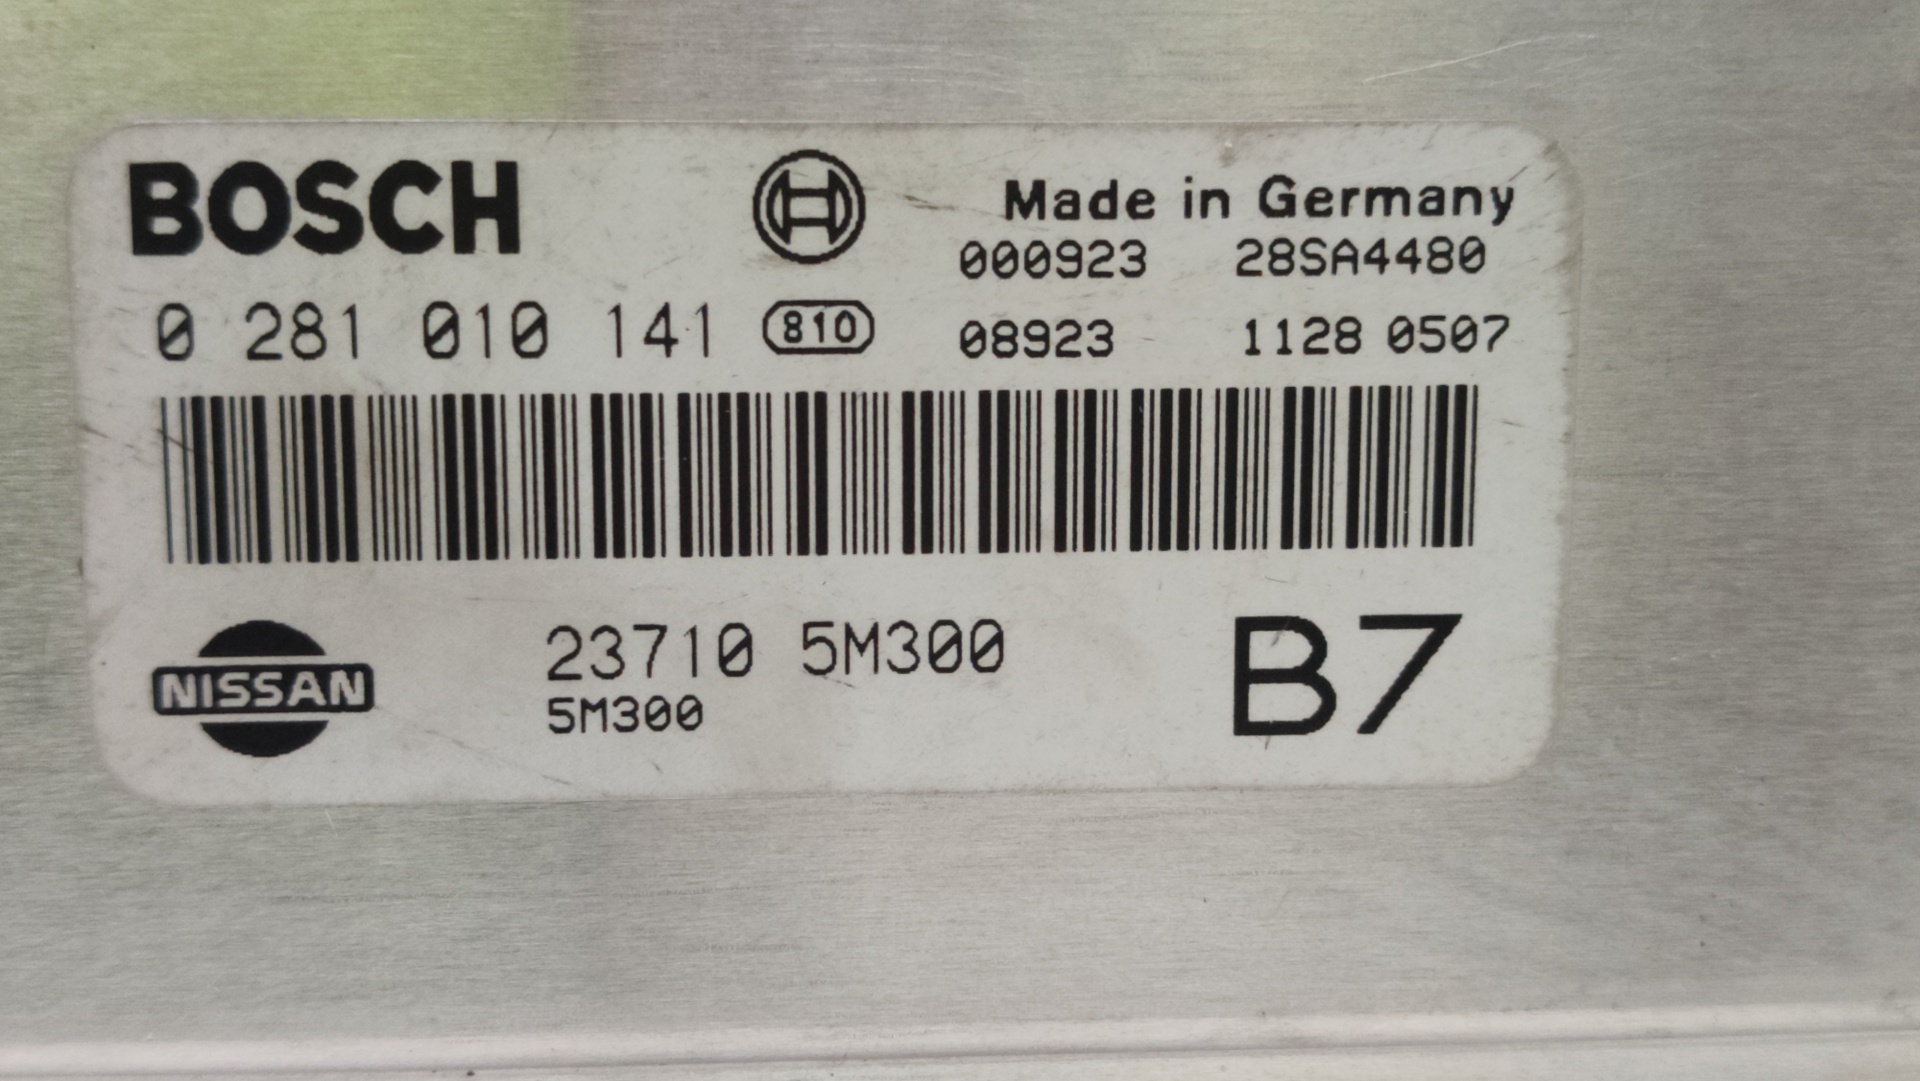 BOSCH Made in Germany
000923 28SA4480
0 281 010 141 810 08923 1128 0507
NISSAN 23710 5M300 B7
5M300